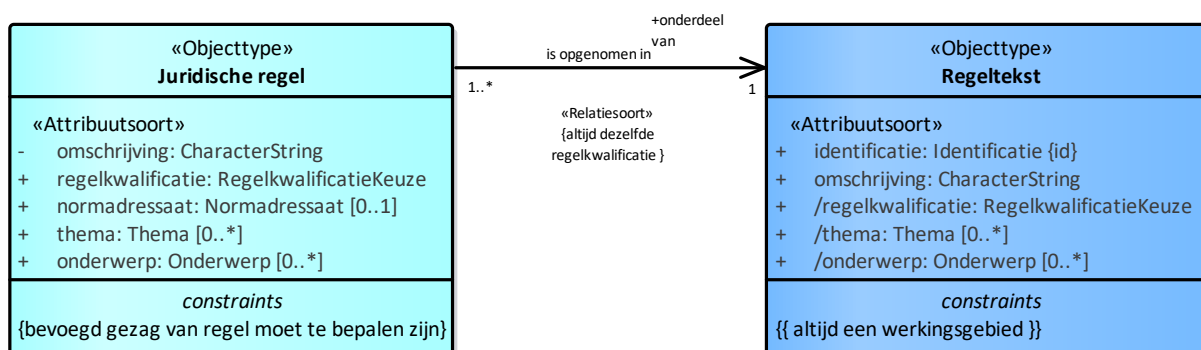 «Objecttype»
Juridische regel
«Attribuutsoort»
- omschrijving: CharacterString
+ regelkwalificatie: RegelkwalificatieKeuze
+ normadressaat: Normadressaat [0..1]
+ thema: Thema [0..*]
+ onderwerp: Onderwerp [0..*]
constraints
{bevoegd gezag van regel moet te bepalen zijn}
+onderdeel
van
is opgenomen in
1..*
1
«Relatiesoort»
{altijd dezelfde
regelkwalificatie }
«Objecttype»
Regeltekst
«Attribuutsoort»
+ identificatie: Identificatie {id}
+ omschrijving: CharacterString
+ /regelkwalificatie: RegelkwalificatieKeuze
+ /thema: Thema [0..*]
+ /onderwerp: Onderwerp [0..*]
constraints
{{ altijd een werkingsgebied }}